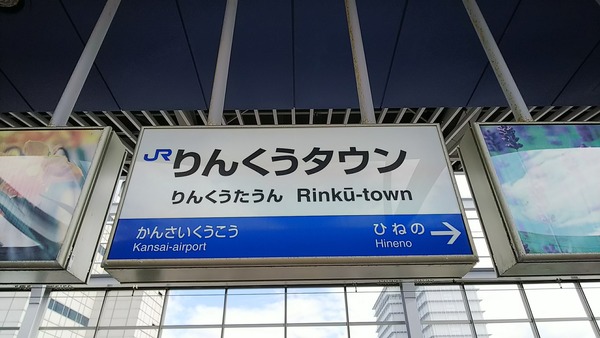 JR りんくうタウン
りんくうたうん Rinkū-town
かんさいくうこう ひねの →
Kansai-airport Hineno